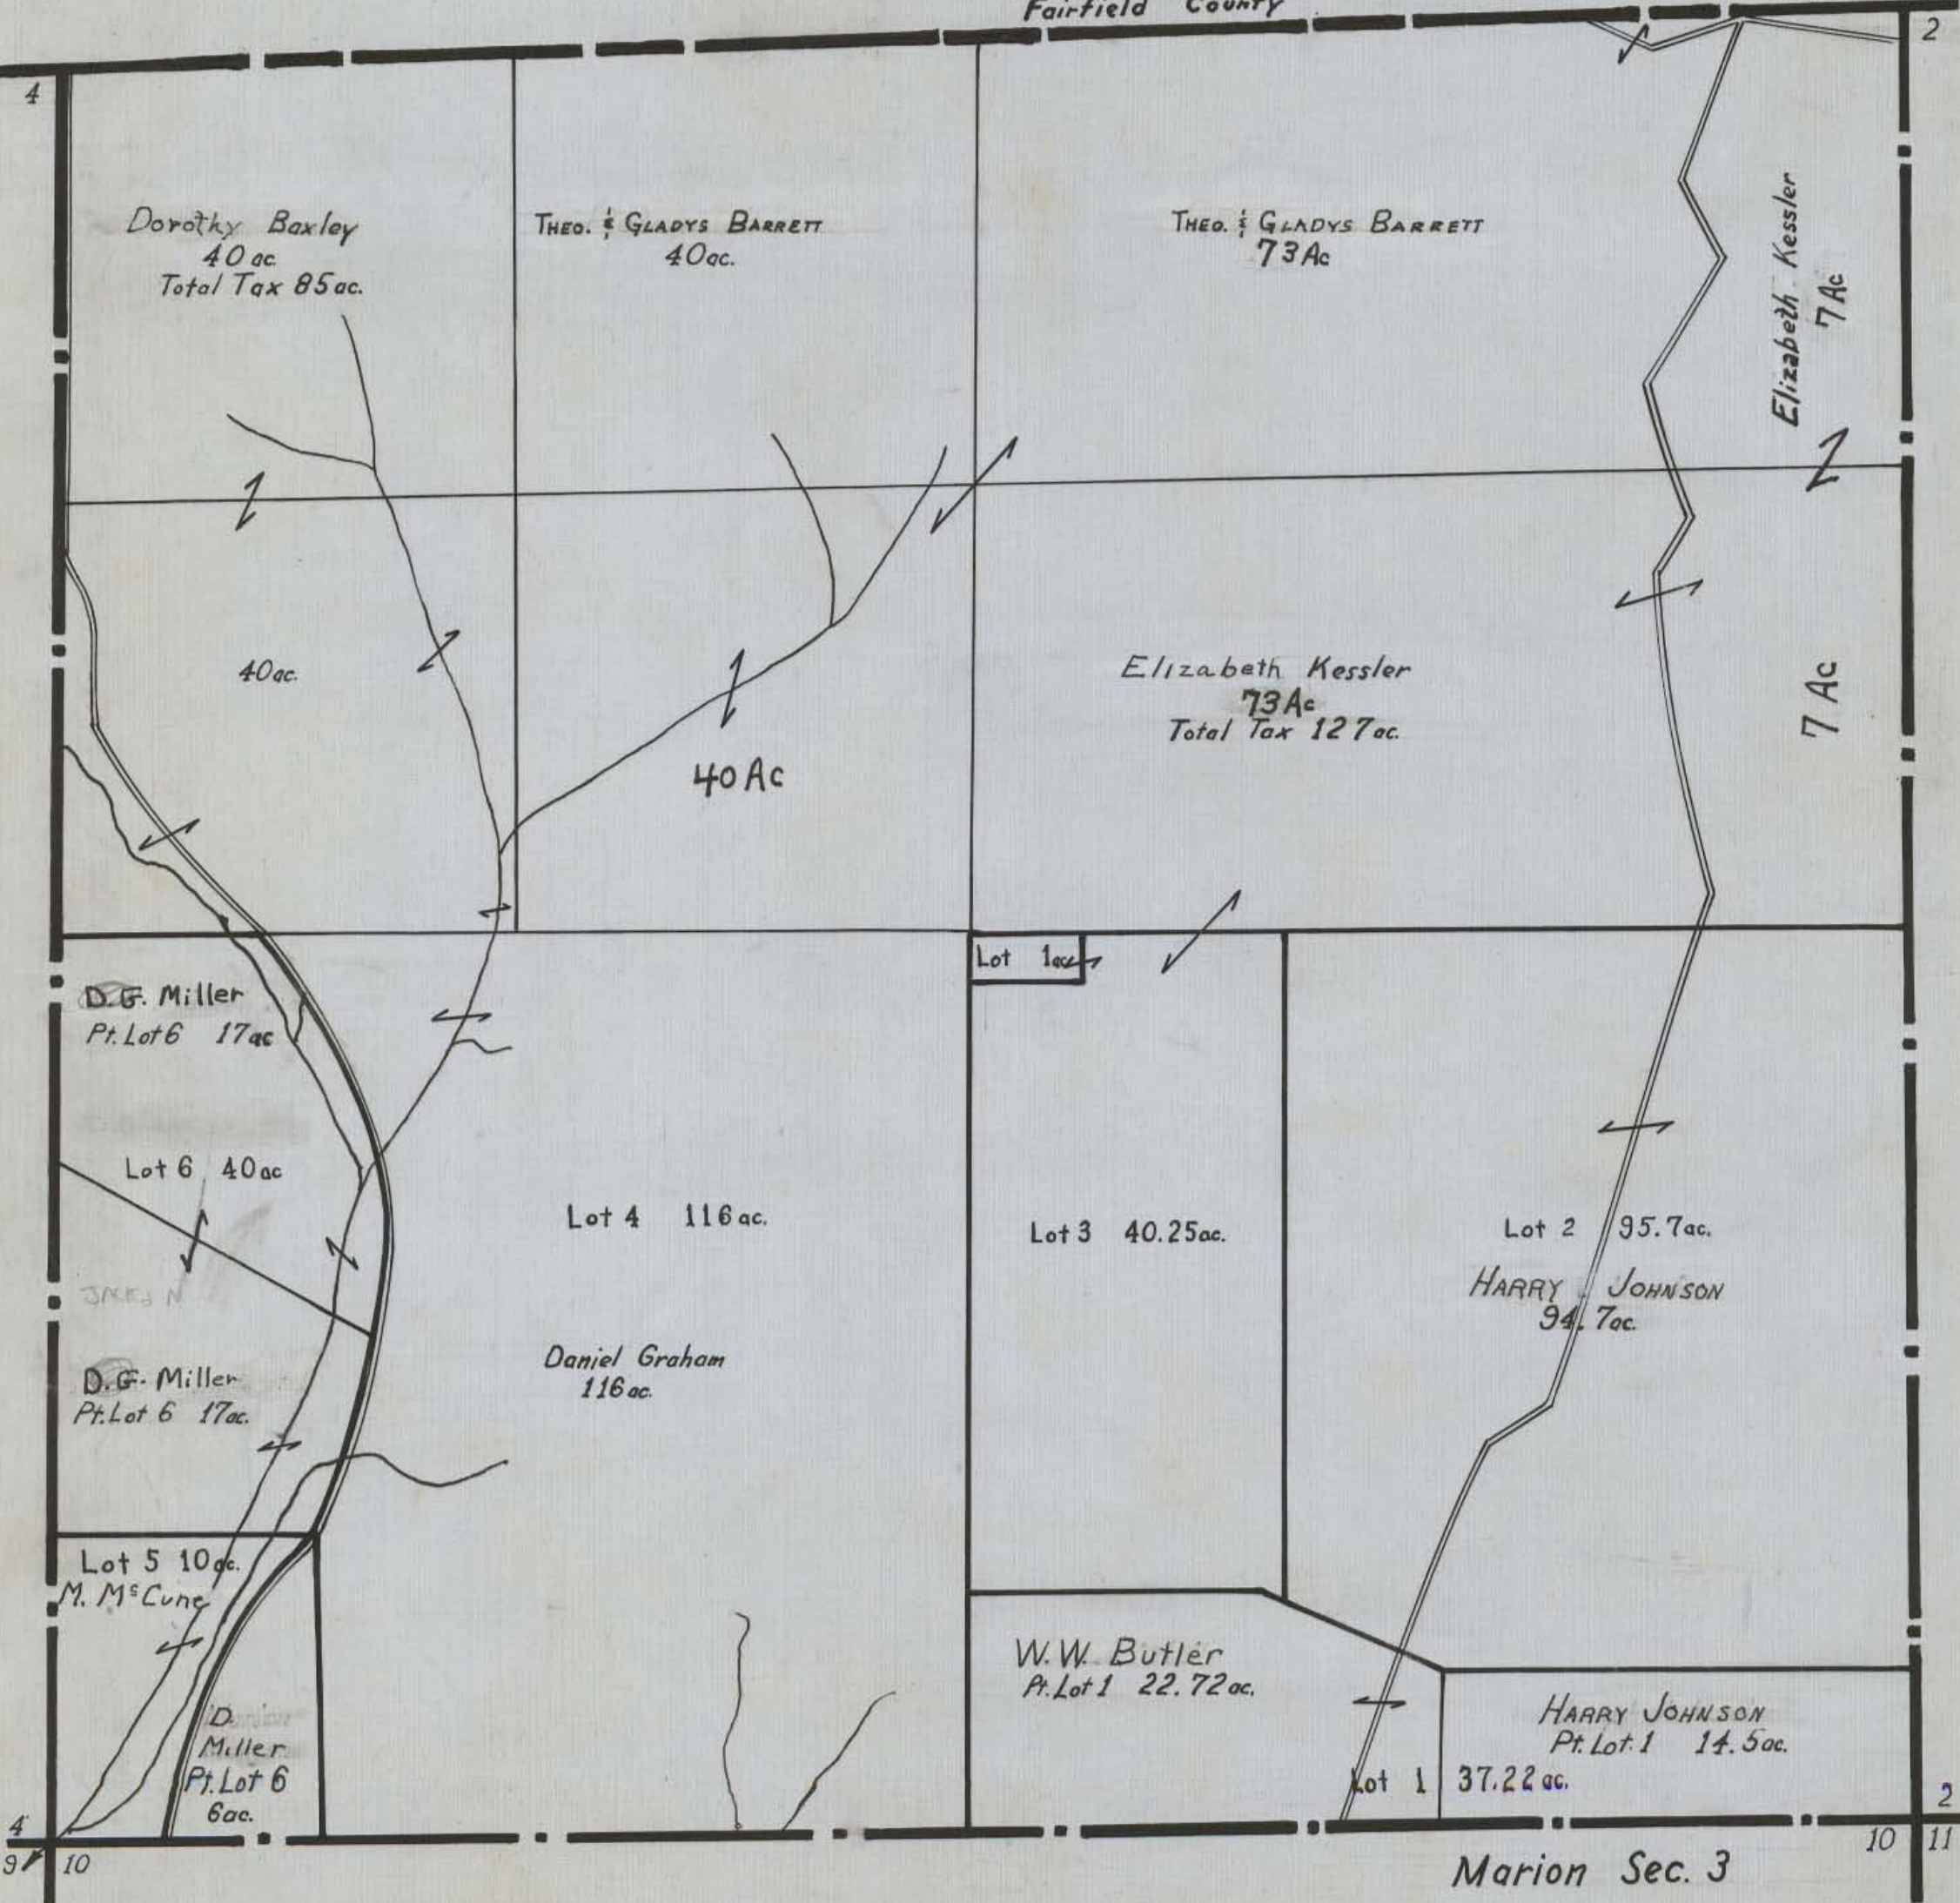 Fairfield County
4
2
Dorothy Baxley
40 ac.
Total Tax 85 ac.
THEO. & GLADYS BARRETT
40 ac.
THEO. & GLADYS BARRETT
73 Ac
Elizabeth Kessler
7 Ac
40 ac.
40 Ac
Elizabeth Kessler
73 Ac
Total Tax 127 ac.
7 Ac
Lot 1 ac
D.G. Miller
Pt. Lot 6 17 ac
Lot 6 40 ac
Lot 4 116 ac.
Lot 3 40.25 ac.
Lot 2 95.7 ac.
HARRY JOHNSON
94.7 ac.
Daniel Graham
116 ac.
D.G. Miller
Pt. Lot 6 17 ac.
Lot 5 10 ac.
M. McCune
W.W. Butler
Pt. Lot 1 22.72 ac.
HARRY JOHNSON
Pt. Lot 1 14.5 ac.
Lot 1 37.22 ac.
D.
Miller
Pt. Lot 6
6 ac.
4
2
9
10
10
11
Marion Sec. 3